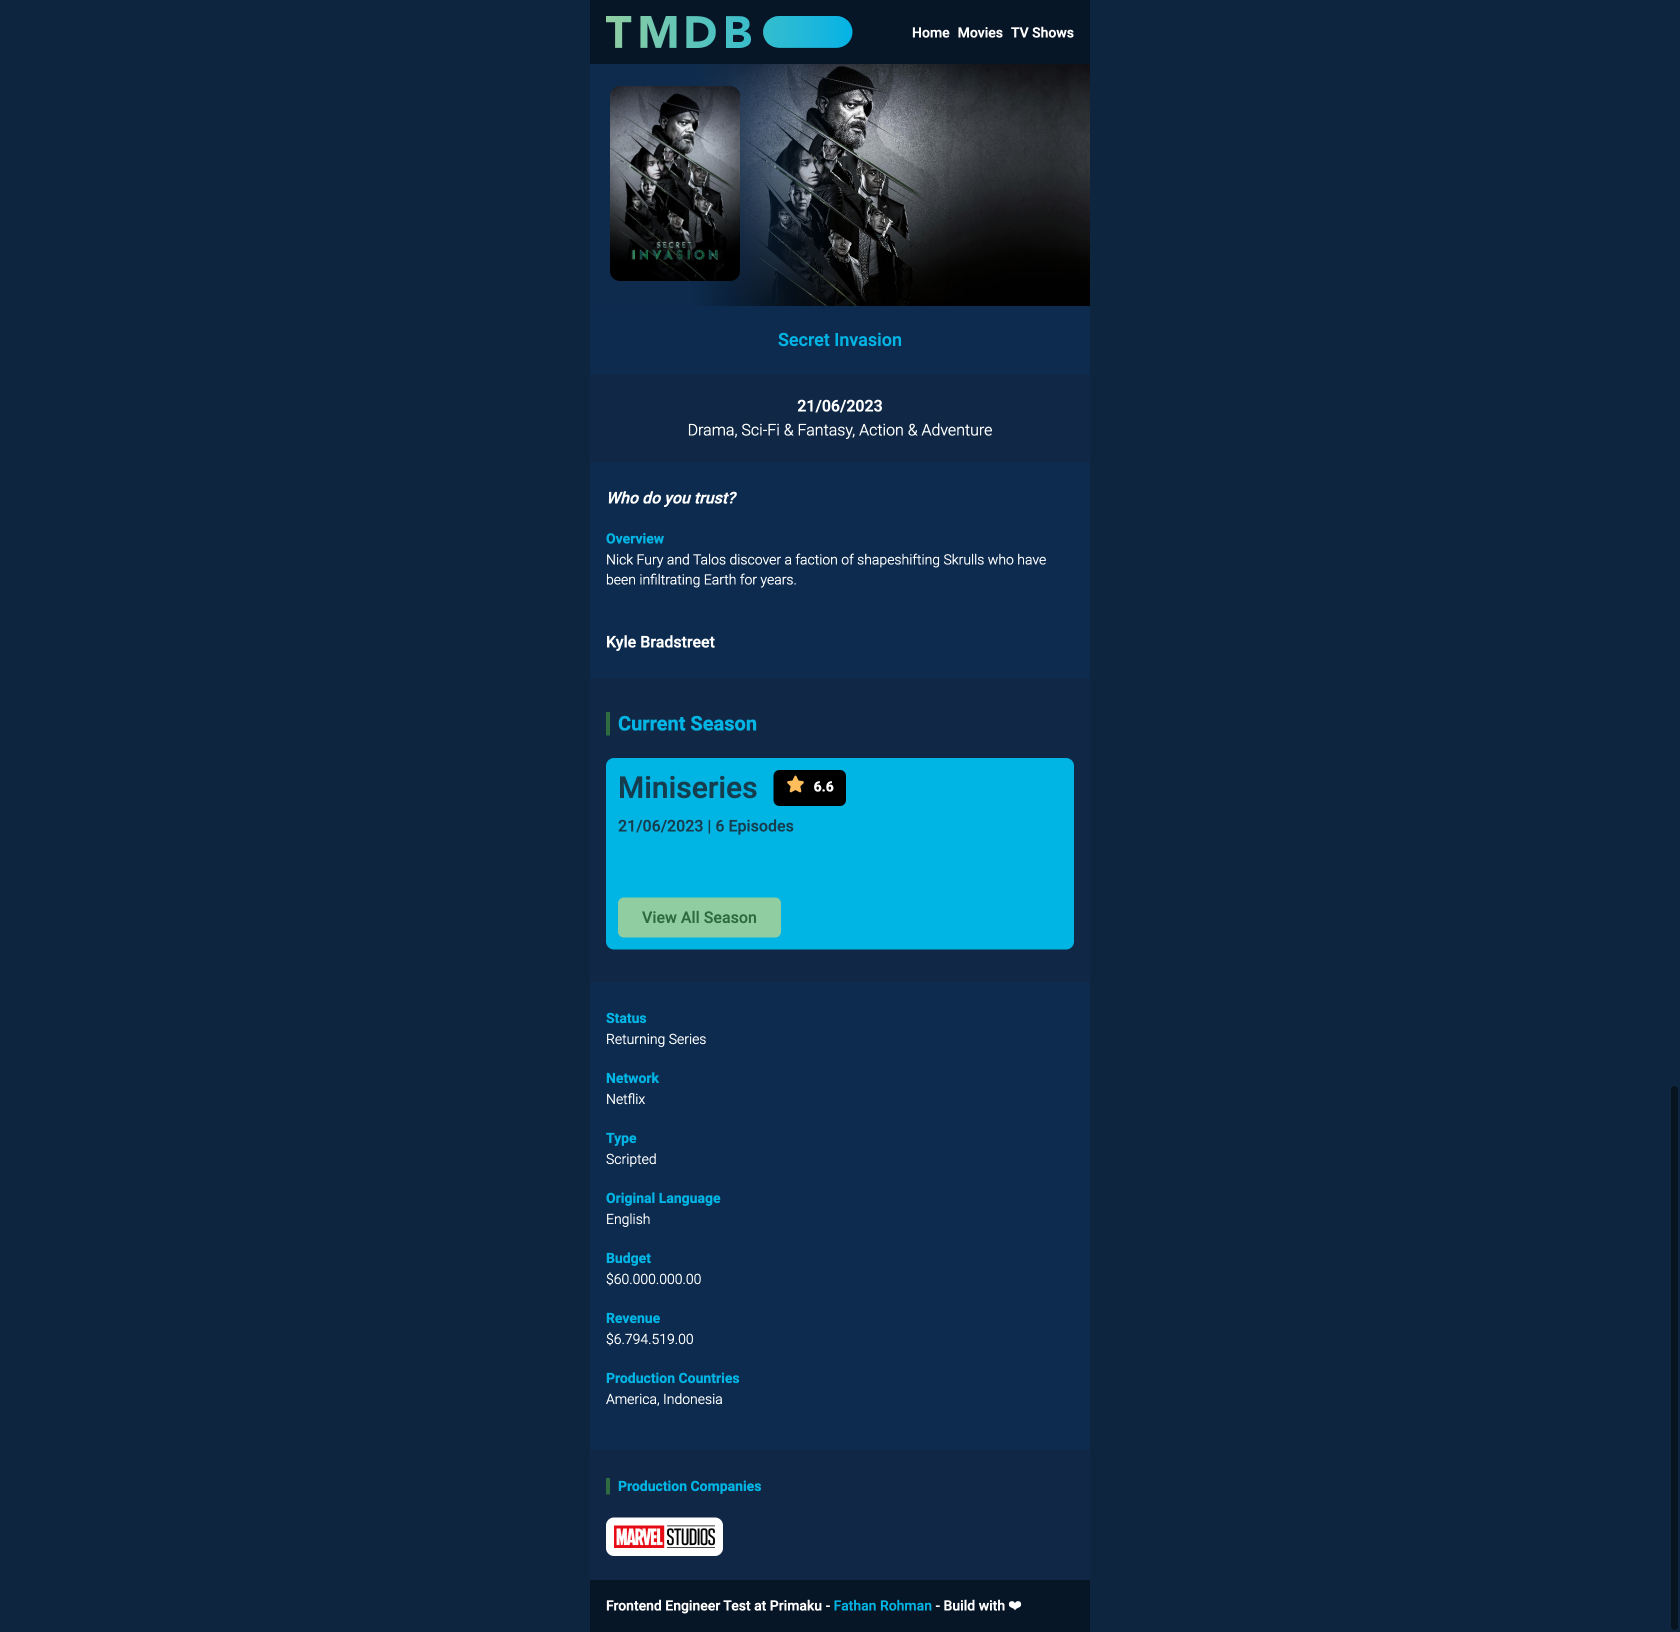 TMDB
Home Movies TV Shows
SECRET
INVASION
Secret Invasion
21/06/2023
Drama, Sci-Fi & Fantasy, Action & Adventure
Who do you trust?
Overview
Nick Fury and Talos discover a faction of shapeshifting Skrulls who have
been infiltrating Earth for years.
Kyle Bradstreet
Current Season
Miniseries 6.6
21/06/2023 | 6 Episodes
View All Season
Status
Returning Series
Network
Netflix
Type
Scripted
Original Language
English
Budget
$60.000.000.00
Revenue
$6.794.519.00
Production Countries
America, Indonesia
Production Companies
MARVEL STUDIOS
Frontend Engineer Test at Primaku - Fathan Rohman - Build with ❤